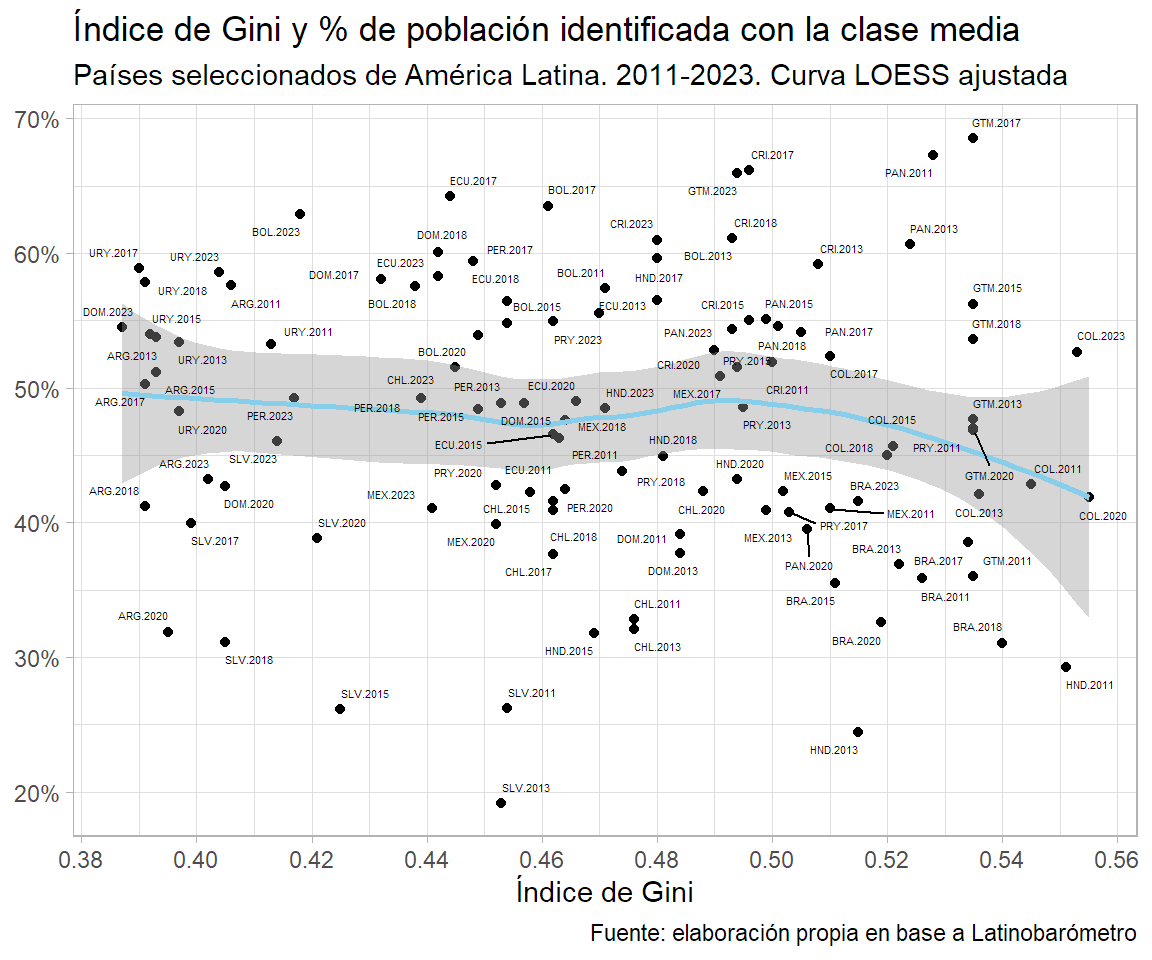 Índice de Gini y % de población identificada con la clase media
Países seleccionados de América Latina. 2011-2023. Curva LOESS ajustada
70%
GTM.2017
CRI.2017
PAN.2011
ECU.2017
BOL.2017
GTM.2023
BOL.2023
CRI.2023
CRI.2018
PAN.2013
DOM.2018
60%
URY.2017
URY.2023
PER.2017
BOL.2013
CRI.2013
DOM.2017
ECU.2023
BOL.2011
HND.2017
URY.2018
ARG.2011
BOL.2018
ECU.2018
GTM.2015
DOM.2023
URY.2015
BOL.2015
ECU.2013
CRI.2015
PAN.2015
URY.2011
PER.2023
PAN.2023
PAN.2017
GTM.2018
COL.2023
ARG.2013
URY.2013
BOL.2020
PRY.2023
CRI.2020
PRY.2015
PAN.2018
COL.2017
50%
ARG.2017
ARG.2015
CHL.2023
PER.2013
ECU.2020
HND.2023
MEX.2017
CRI.2011
GTM.2013
URY.2020
PER.2023
PER.2018
PER.2015
DOM.2015
MEX.2018
PRY.2013
COL.2015
ECU.2015
HND.2018
COL.2018
PRY.2011
ARG.2023
SLV.2023
PRY.2020
ECU.2011
PER.2011
PRY.2018
HND.2020
MEX.2015
BRA.2023
GTM.2020
COL.2011
ARG.2018
DOM.2020
MEX.2023
CHL.2015
PER.2020
CHL.2020
MEX.2011
COL.2013
COL.2020
40%
SLV.2017
SLV.2020
MEX.2020
CHL.2018
DOM.2011
MEX.2013
PRY.2017
CHL.2017
DOM.2013
PAN.2020
BRA.2013
BRA.2017
GTM.2011
BRA.2015
BRA.2011
ARG.2020
CHL.2011
BRA.2020
BRA.2018
30%
SLV.2018
HND.2015
CHL.2013
SLV.2015
SLV.2011
HND.2011
HND.2013
SLV.2013
20%
0.38
0.40
0.42
0.44
0.46
0.48
0.50
0.52
0.54
0.56
Índice de Gini
Fuente: elaboración propia en base a Latinobarómetro